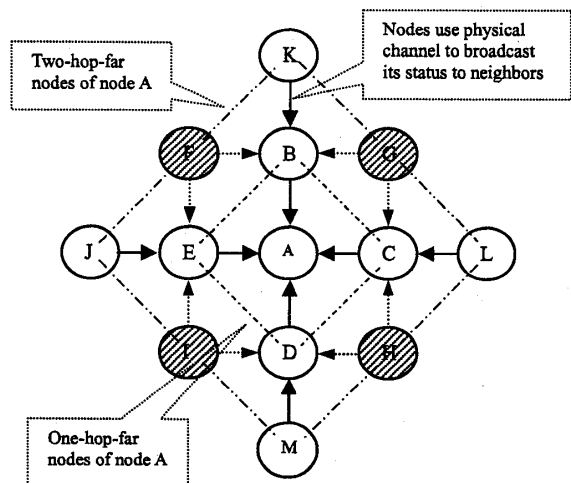 Two-hop-far
nodes of node A
Nodes use physical
channel to broadcast
its status to neighbors
K
F
B
G
J
E
A
C
L
I
D
H
One-hop-far
nodes of node A
M